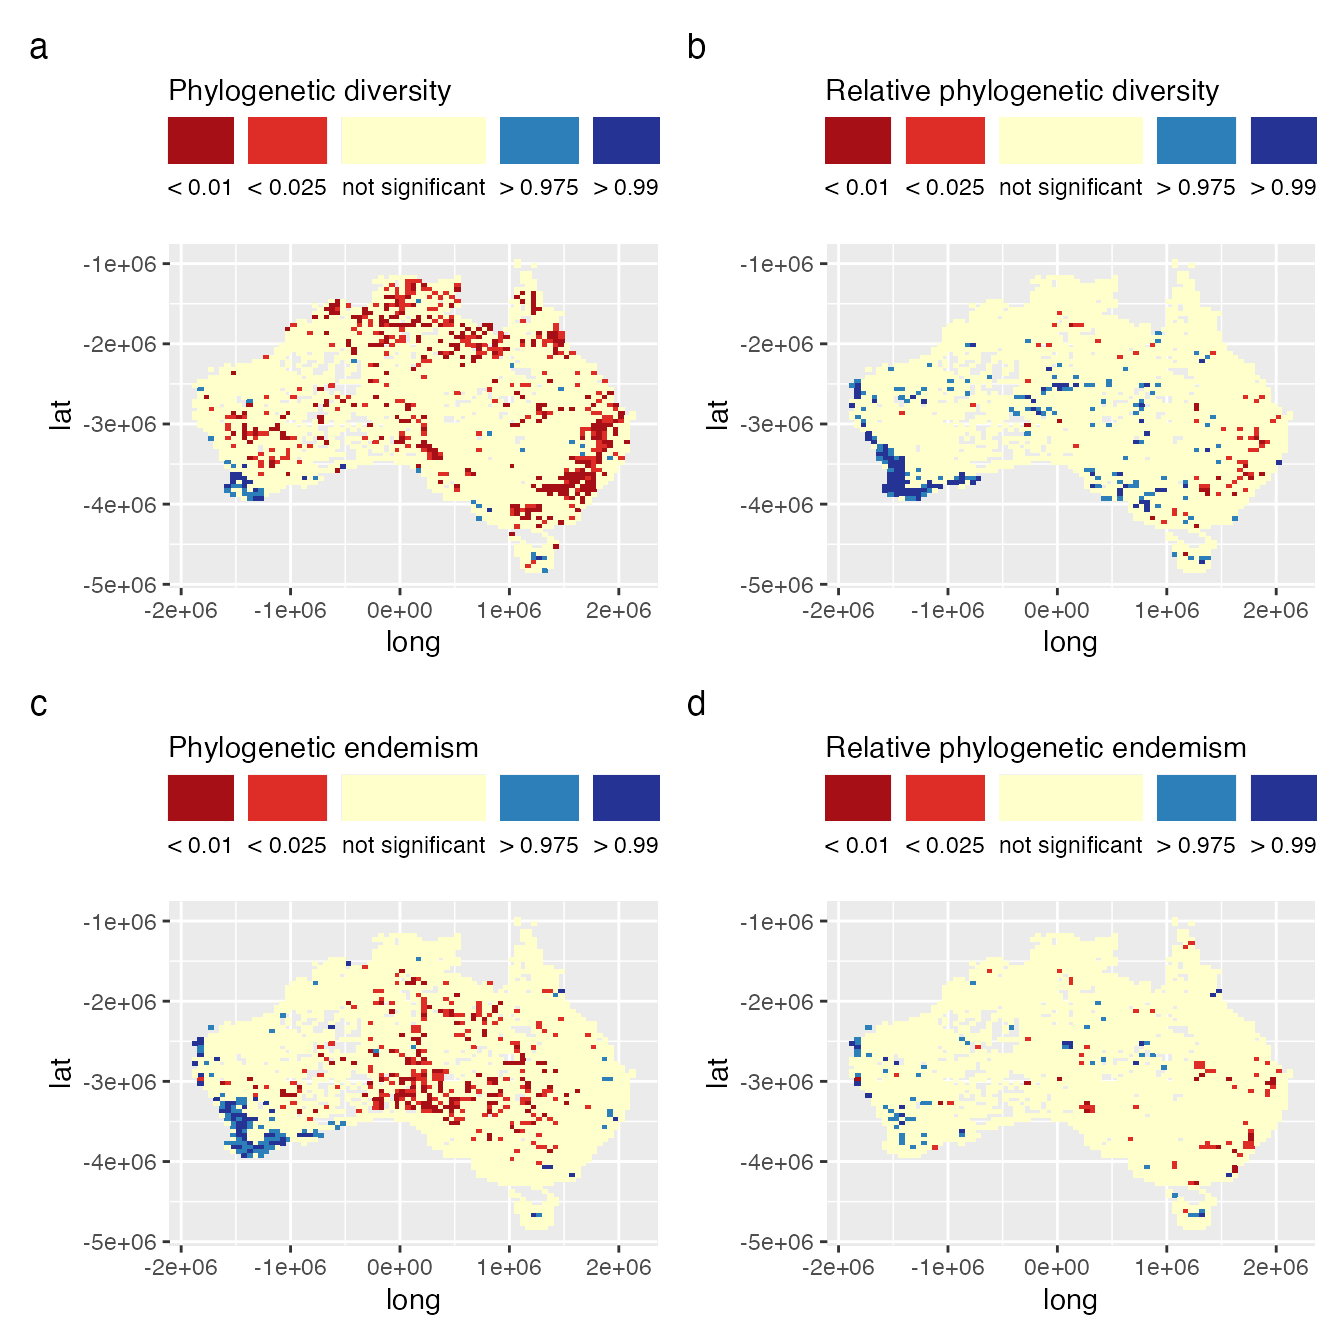 a
Phylogenetic diversity
< 0.01 < 0.025 not significant > 0.975 > 0.99
-1e+06
-2e+06
-3e+06
-4e+06
-5e+06
lat
-2e+06 -1e+06 0e+00 1e+06 2e+06
long
b
Relative phylogenetic diversity
< 0.01 < 0.025 not significant > 0.975 > 0.99
-1e+06
-2e+06
-3e+06
-4e+06
-5e+06
lat
-2e+06 -1e+06 0e+00 1e+06 2e+06
long
c
Phylogenetic endemism
< 0.01 < 0.025 not significant > 0.975 > 0.99
-1e+06
-2e+06
-3e+06
-4e+06
-5e+06
lat
-2e+06 -1e+06 0e+00 1e+06 2e+06
long
d
Relative phylogenetic endemism
< 0.01 < 0.025 not significant > 0.975 > 0.99
-1e+06
-2e+06
-3e+06
-4e+06
-5e+06
lat
-2e+06 -1e+06 0e+00 1e+06 2e+06
long